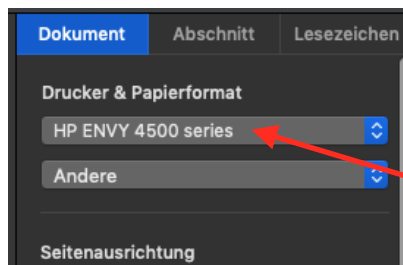 Dokument Abschnitt Lesezeichen
Drucker & Papierformat
HP ENVY 4500 series
Andere
Seitenausrichtung